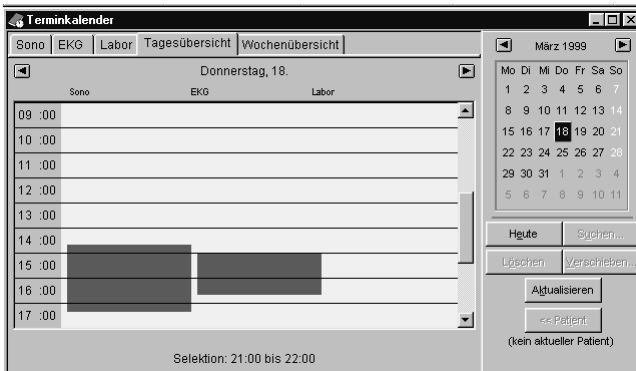 Terminkalender
Sono EKG Labor Tagesübersicht Wochenübersicht
Donnerstag, 18.
Sono EKG Labor
09 :00
10 :00
11 :00
12 :00
13 :00
14 :00
15 :00
16 :00
17 :00
Selektion: 21:00 bis 22:00
März 1999
Mo Di Mi Do Fr Sa So
1 2 3 4 5 6 7
8 9 10 11 12 13 14
15 16 17 18 19 20 21
22 23 24 25 26 27 28
29 30 31 1 2 3 4
5 6 7 8 9 10 11
Heute Suchen...
Löschen Verschieben...
Aktualisieren
<< Patient
(kein aktueller Patient)